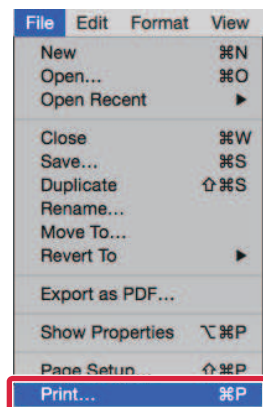 File Edit Format View
New ⌘N
Open... ⌘O
Open Recent ▶
Close ⌘W
Save... ⌘S
Duplicate ⇧⌘S
Rename...
Move To...
Revert To ▶
Export as PDF...
Show Properties ⌥⌘P
Page Setup... ⇧⌘P
Print... ⌘P